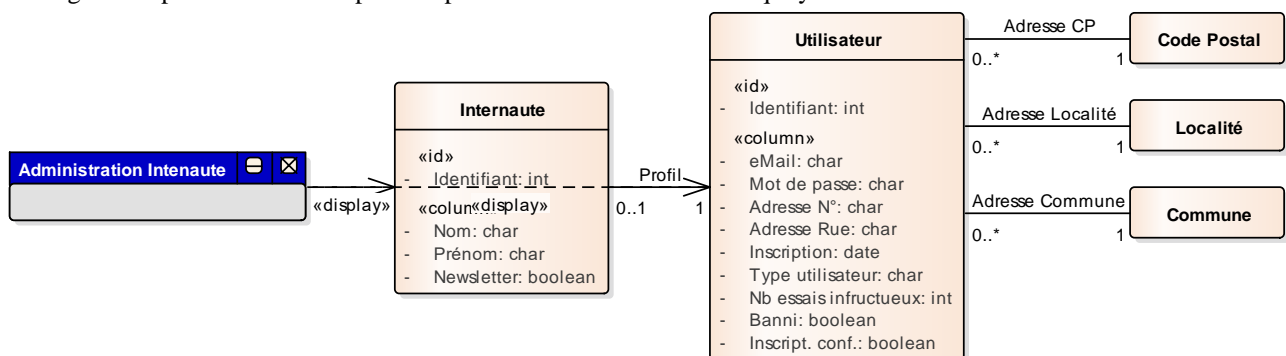 Adresse CP
0..*
1
Code Postal
Utilisateur
«id»
- Identifiant: int
«column»
- eMail: char
- Mot de passe: char
- Adresse N°: char
- Adresse Rue: char
- Inscription: date
- Type utilisateur: char
- Nb essais infructueux: int
- Banni: boolean
- Inscript. conf.: boolean
Adresse Localité
0..*
1
Localité
Adresse Commune
0..*
1
Commune
Internaute
«id»
- Identifiant: int
«display»
- Nom: char
- Prénom: char
- Newsletter: boolean
Profil
0..1
1
Administration Intenaute
«display»